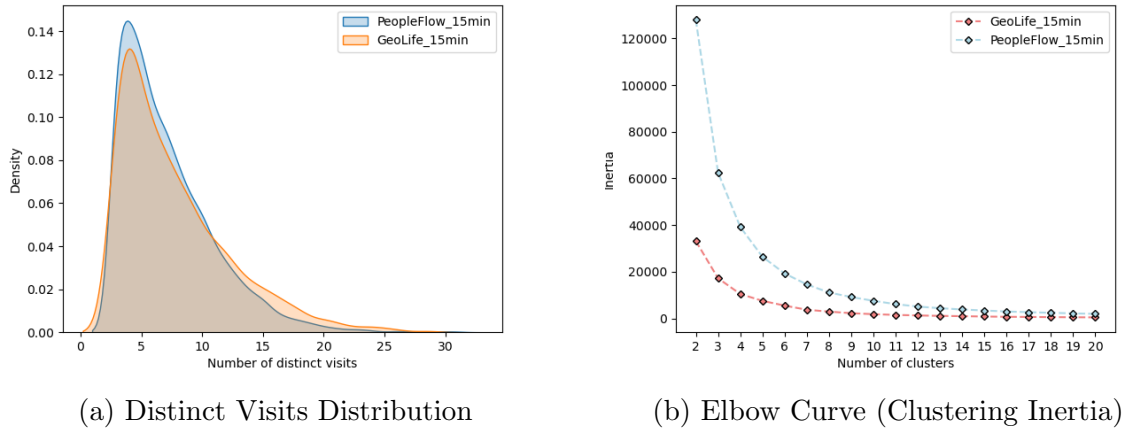 PeopleFlow_15min
GeoLife_15min
Density
0.14
0.12
0.10
0.08
0.06
0.04
0.02
0.00
0 5 10 15 20 25 30
Number of distinct visits
(a) Distinct Visits Distribution
GeoLife_15min
PeopleFlow_15min
Inertia
120000
100000
80000
60000
40000
20000
0
2 3 4 5 6 7 8 9 10 11 12 13 14 15 16 17 18 19 20
Number of clusters
(b) Elbow Curve (Clustering Inertia)